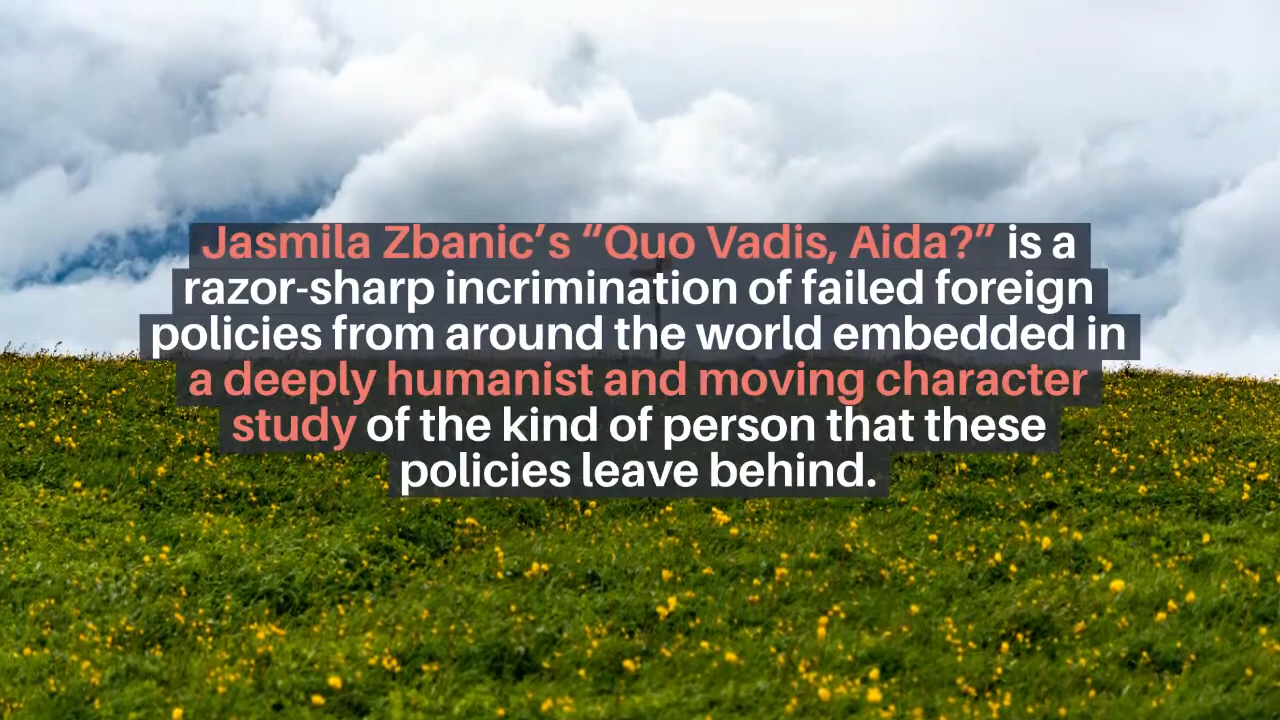 Jasmila Zbanic’s “Quo Vadis, Aida?” is a
razor-sharp incrimination of failed foreign
policies from around the world embedded in
a deeply humanist and moving character
study of the kind of person that these
policies leave behind.